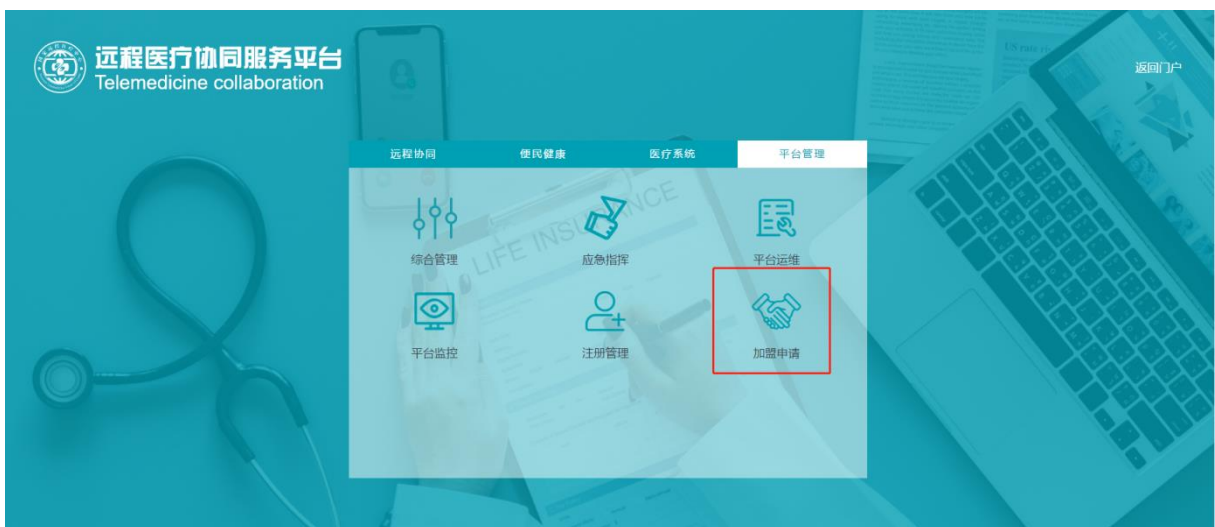 远程医疗协同服务平台
Telemedicine collaboration
返回门户
远程协同 便民健康 医疗系统 平台管理
LIFE INSURANCE
综合管理 应急指挥 平台运维
平台监控 注册管理 加盟申请